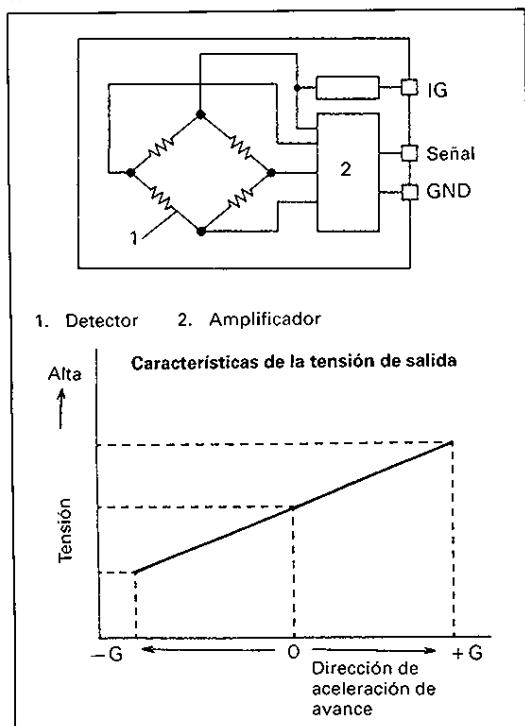 IG
Señal
2
GND
1
1. Detector 2. Amplificador
Características de la tensión de salida
Alta
Tensión
−G
0
+G
Dirección de
aceleración de
avance